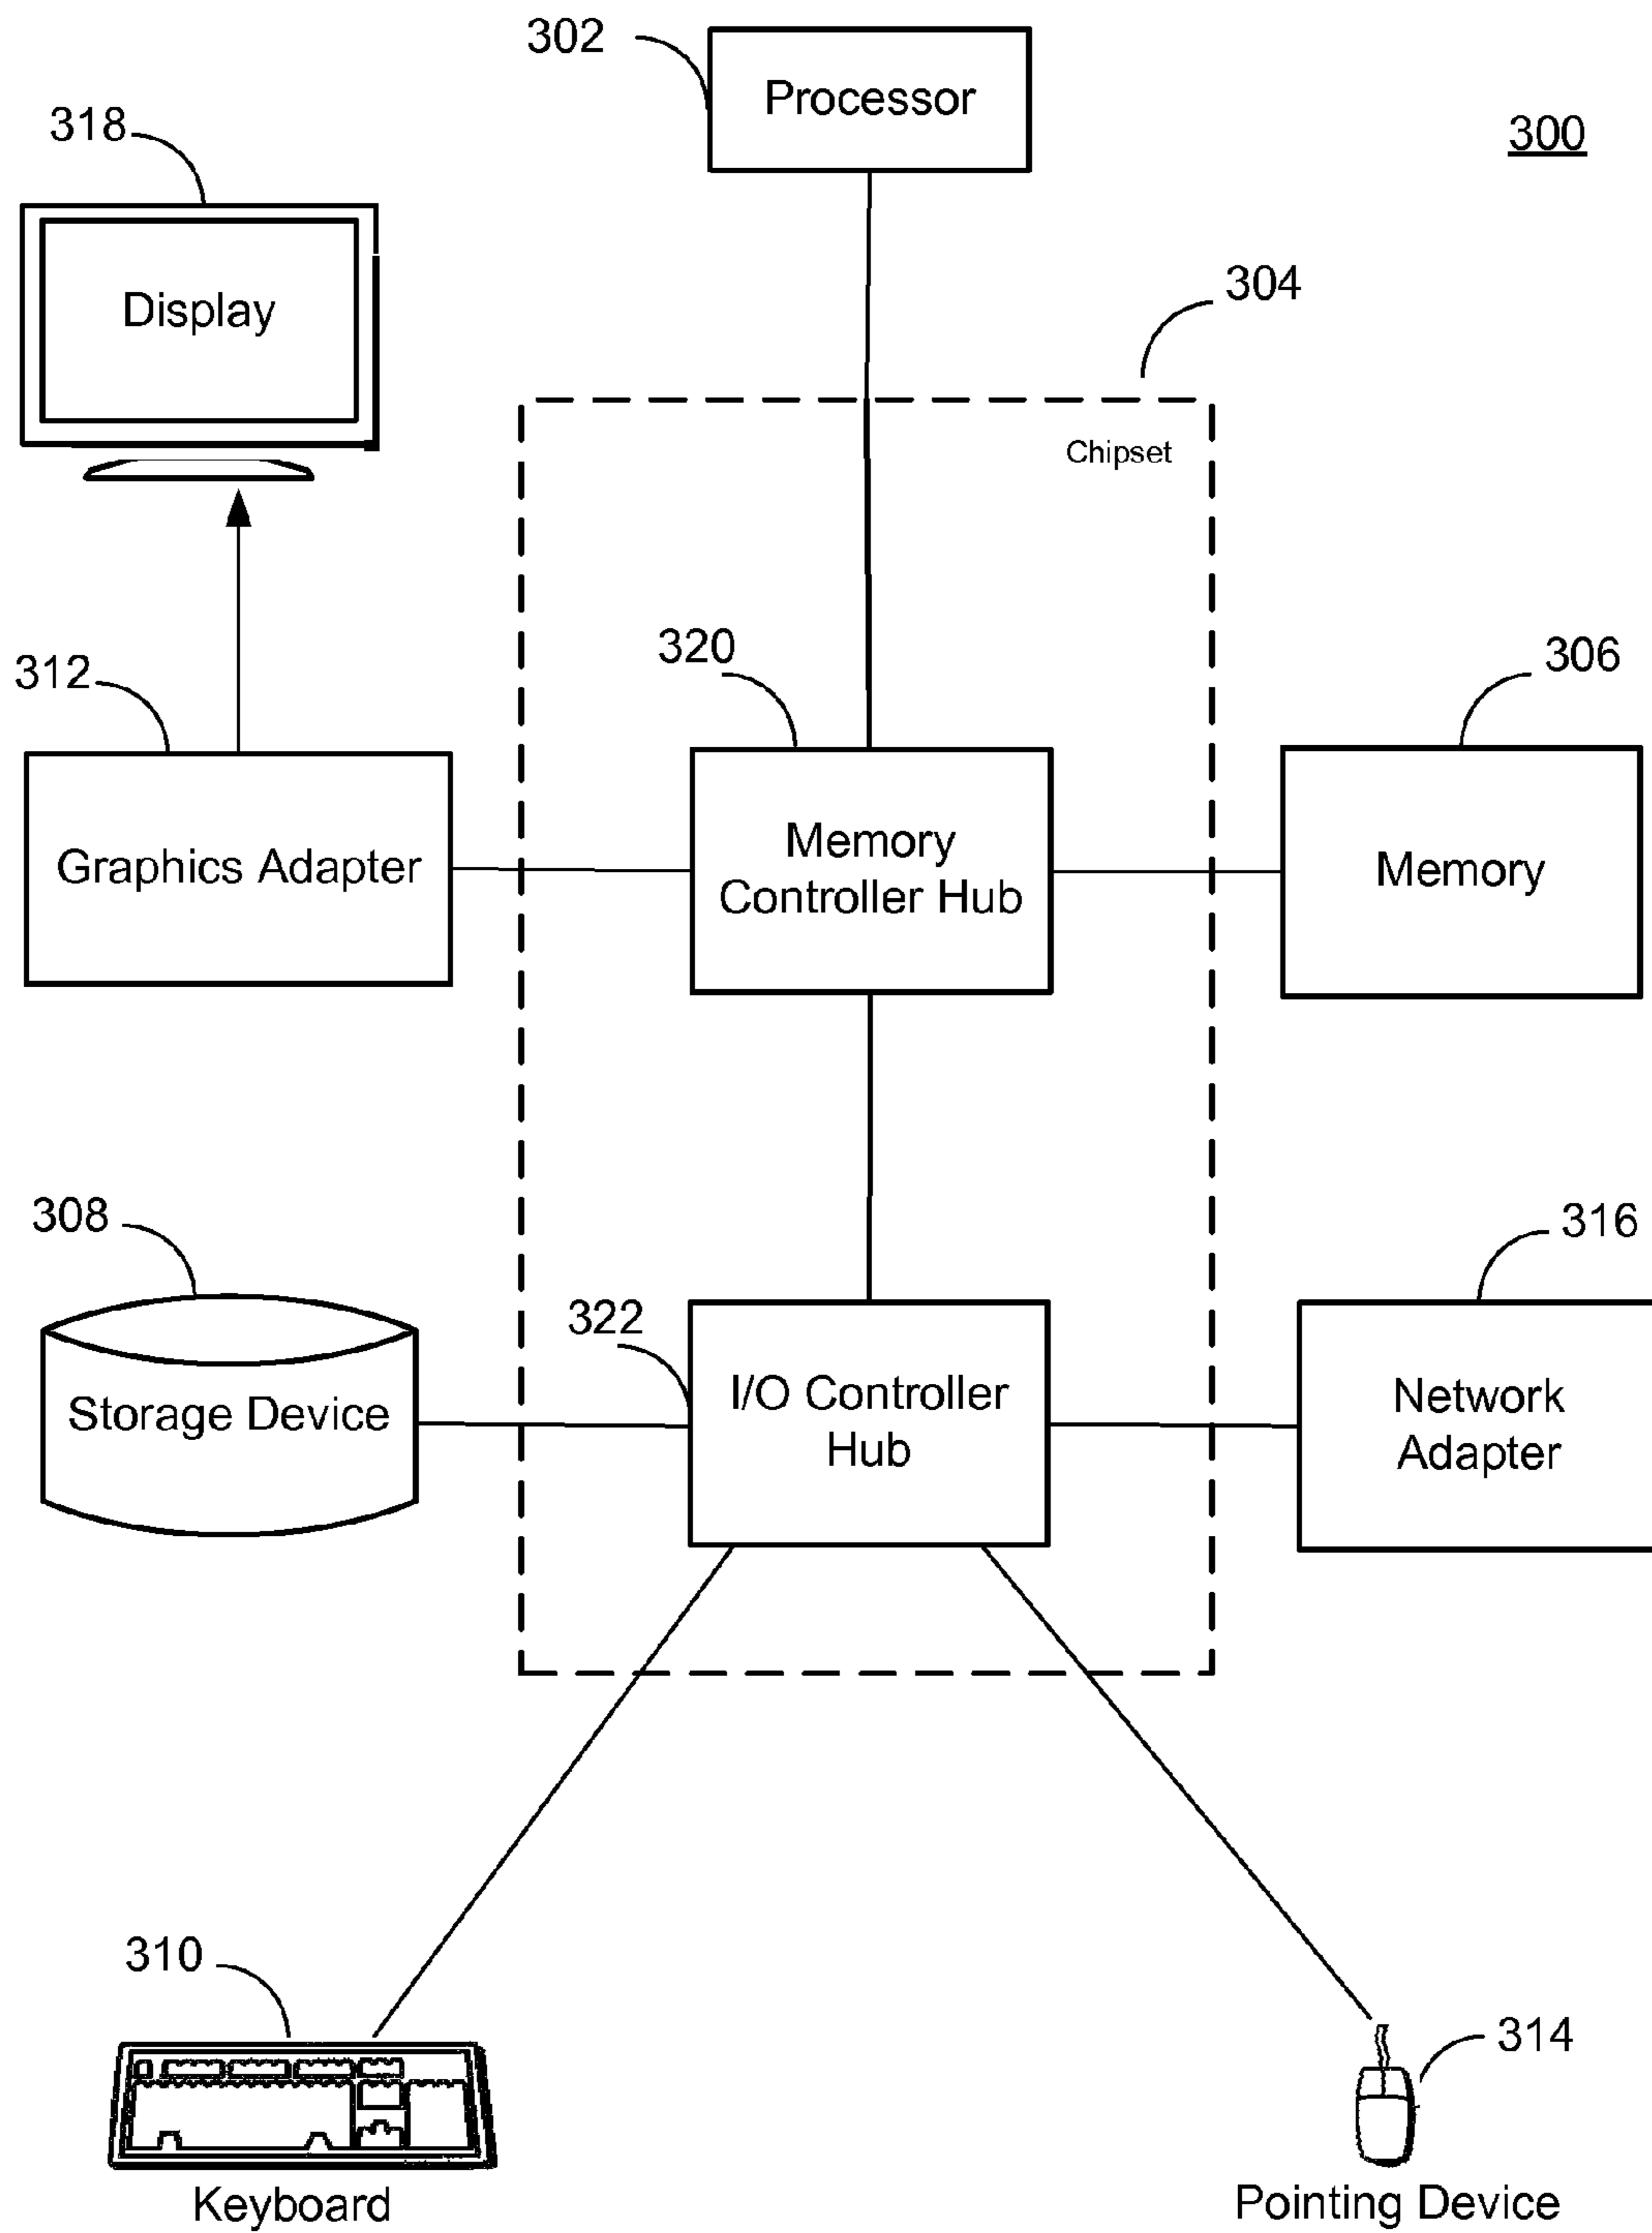 302
Processor
300
318
Display
304
Chipset
320
306
312
Graphics Adapter
Memory
Controller Hub
Memory
308
316
322
Storage Device
I/O Controller
Hub
Network
Adapter
310
314
Keyboard
Pointing Device